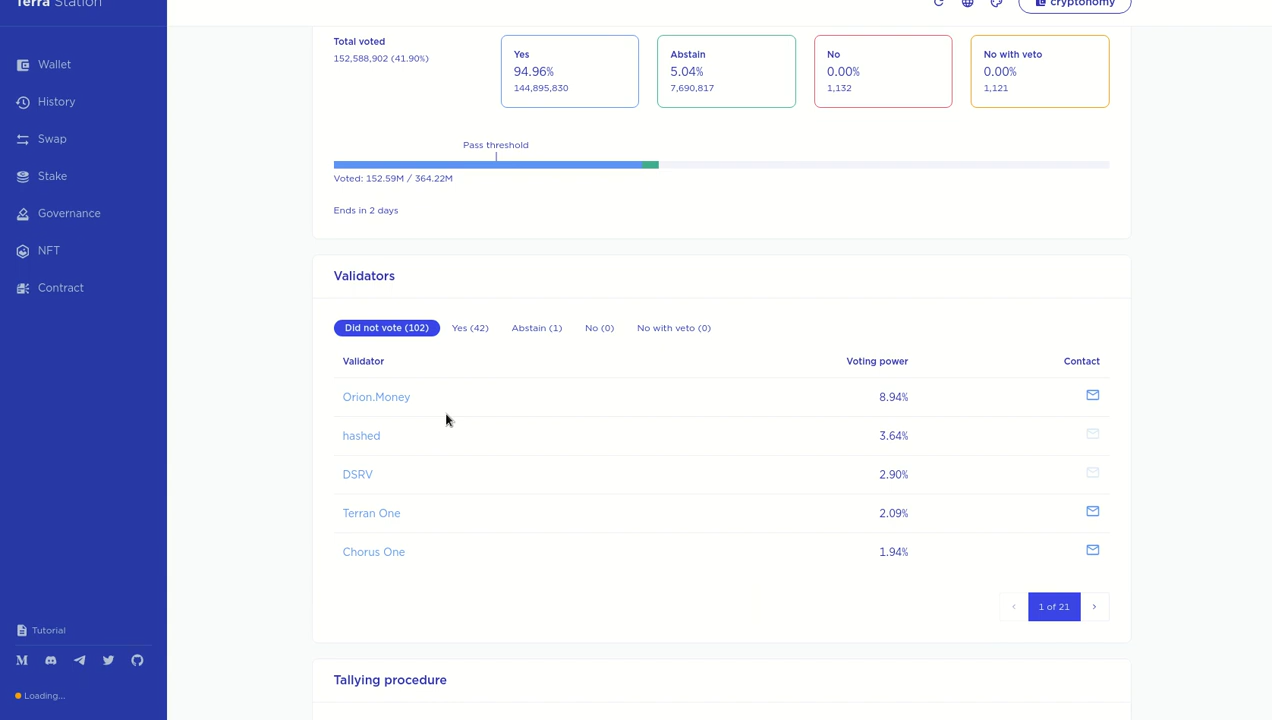 Terra Station
cryptonomy
Wallet
History
Swap
Stake
Governance
NFT
Contract
Tutorial
Loading...
Total voted
152,588,902 (41.90%)
Yes
94.96%
144,895,830
Abstain
5.04%
7,690,817
No
0.00%
1,132
No with veto
0.00%
1,121
Pass threshold
Voted: 152.59M / 364.22M
Ends in 2 days
Validators
Did not vote (102) Yes (42) Abstain (1) No (0) No with veto (0)
Validator Voting power Contact
Orion.Money 8.94%
hashed 3.64%
DSRV 2.90%
Terran One 2.09%
Chorus One 1.94%
‹ 1 of 21 ›
Tallying procedure